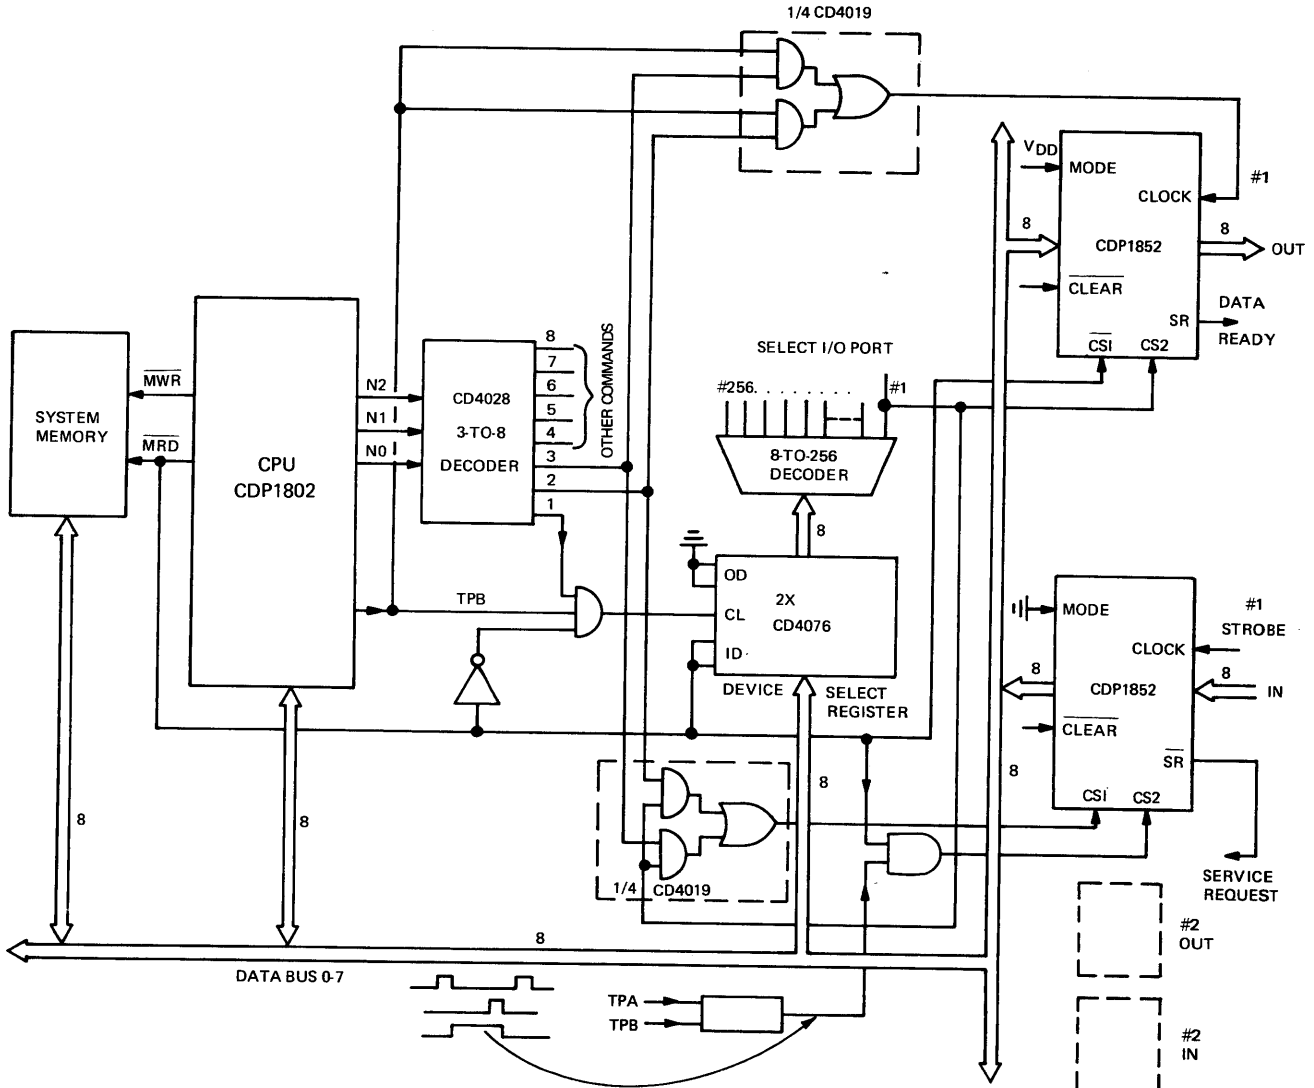 1/4 CD4019
VDD
MODE
CLOCK
#1
8
CDP1852
8
OUT
CLEAR
SR
DATA
READY
CSI
CS2
SELECT I/O PORT
#256. . . . . . . .
#1
8-TO-256
DECODER
8
MWR
MRD
SYSTEM
MEMORY
CPU
CDP1802
N2
N1
N0
CD4028
3-TO-8
DECODER
8
7
6
5
4
3
2
1
OTHER COMMANDS
TPB
OD
CL
ID
2X
CD4076
DEVICE SELECT
REGISTER
MODE
#1
STROBE
CLOCK
8
CDP1852
8
IN
CLEAR
SR
CSI
CS2
8
8
8
8
1/4 CD4019
SERVICE
REQUEST
#2
OUT
8
DATA BUS 0-7
TPA
TPB
#2
IN